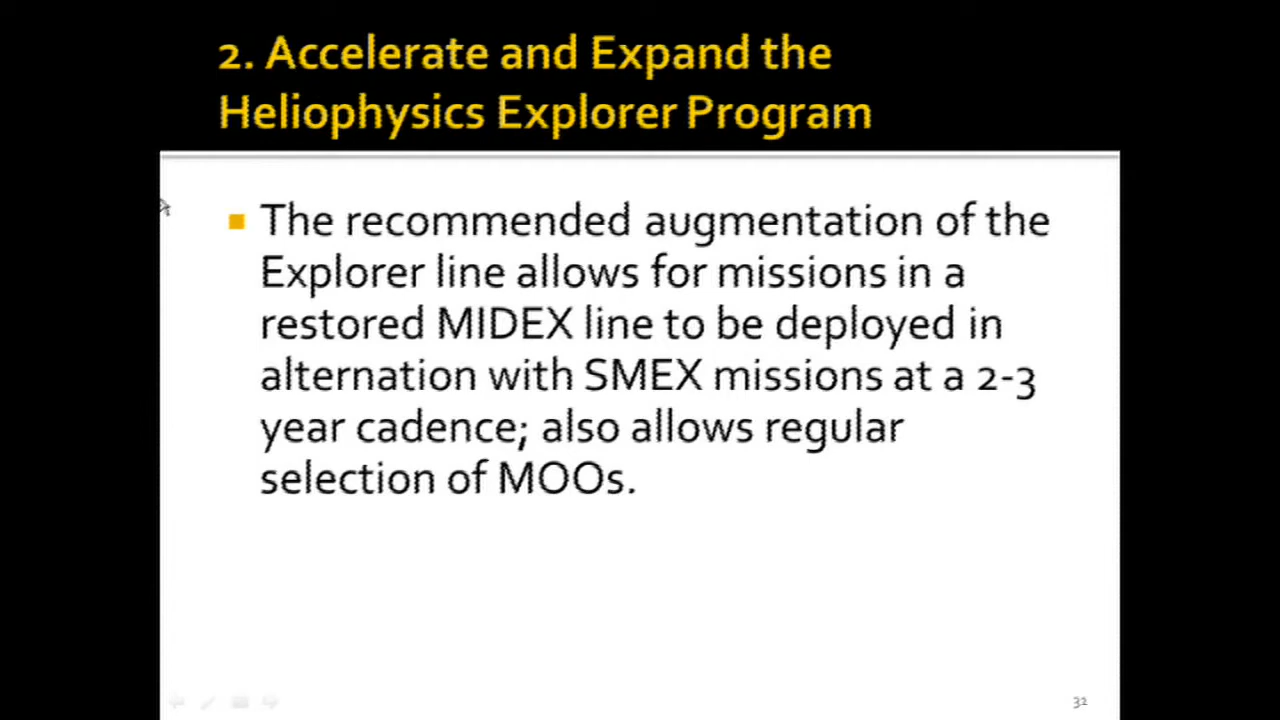 2. Accelerate and Expand the
Heliophysics Explorer Program
The recommended augmentation of the
Explorer line allows for missions in a
restored MIDEX line to be deployed in
alternation with SMEX missions at a 2-3
year cadence; also allows regular
selection of MOOs.
32